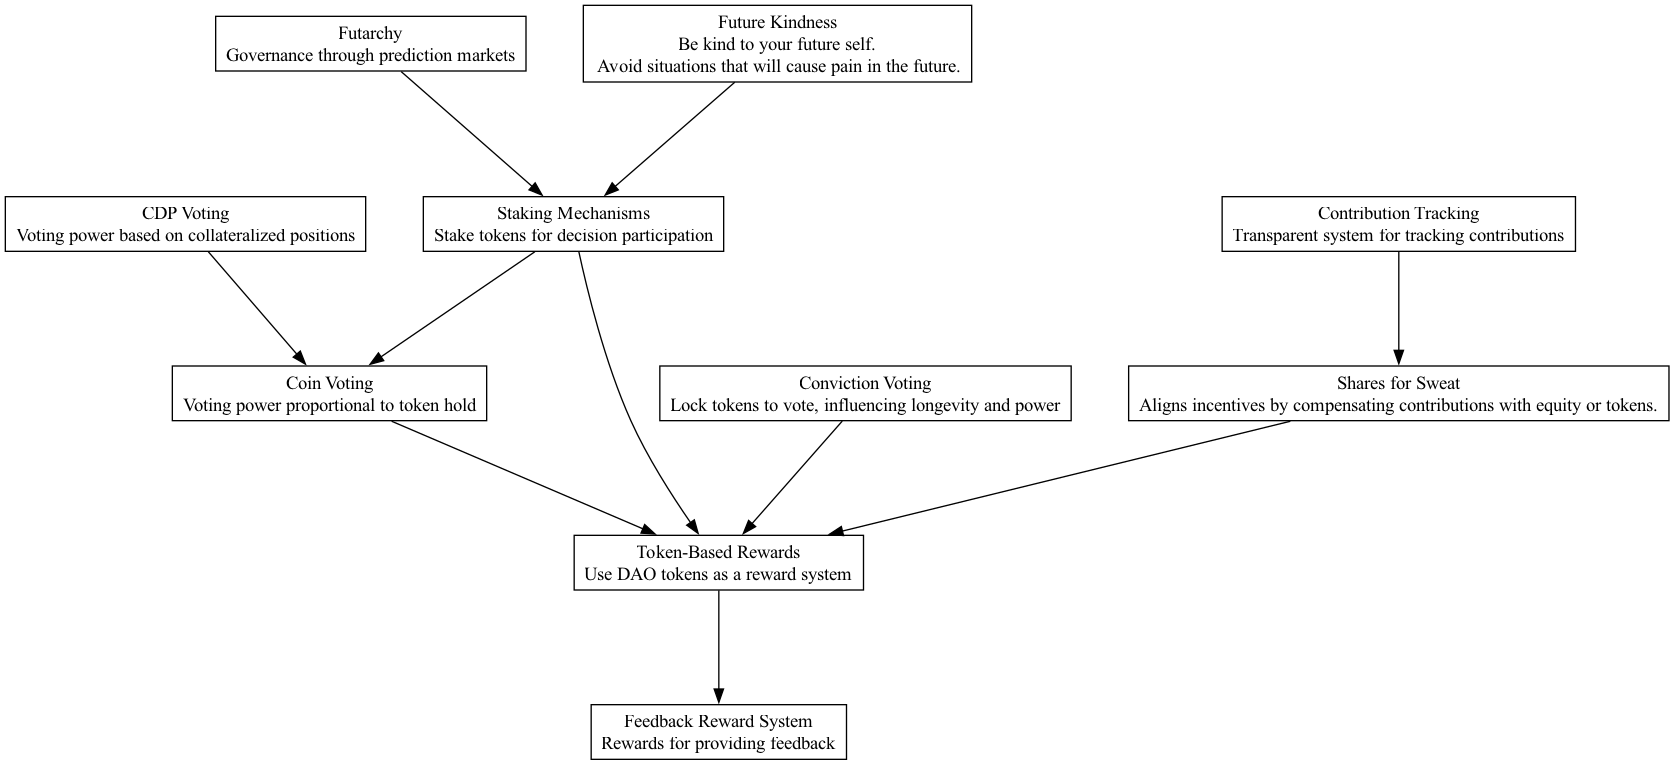 Futarchy
Governance through prediction markets
Future Kindness
Be kind to your future self.
Avoid situations that will cause pain in the future.
CDP Voting
Voting power based on collateralized positions
Staking Mechanisms
Stake tokens for decision participation
Contribution Tracking
Transparent system for tracking contributions
Coin Voting
Voting power proportional to token hold
Conviction Voting
Lock tokens to vote, influencing longevity and power
Shares for Sweat
Aligns incentives by compensating contributions with equity or tokens.
Token-Based Rewards
Use DAO tokens as a reward system
Feedback Reward System
Rewards for providing feedback